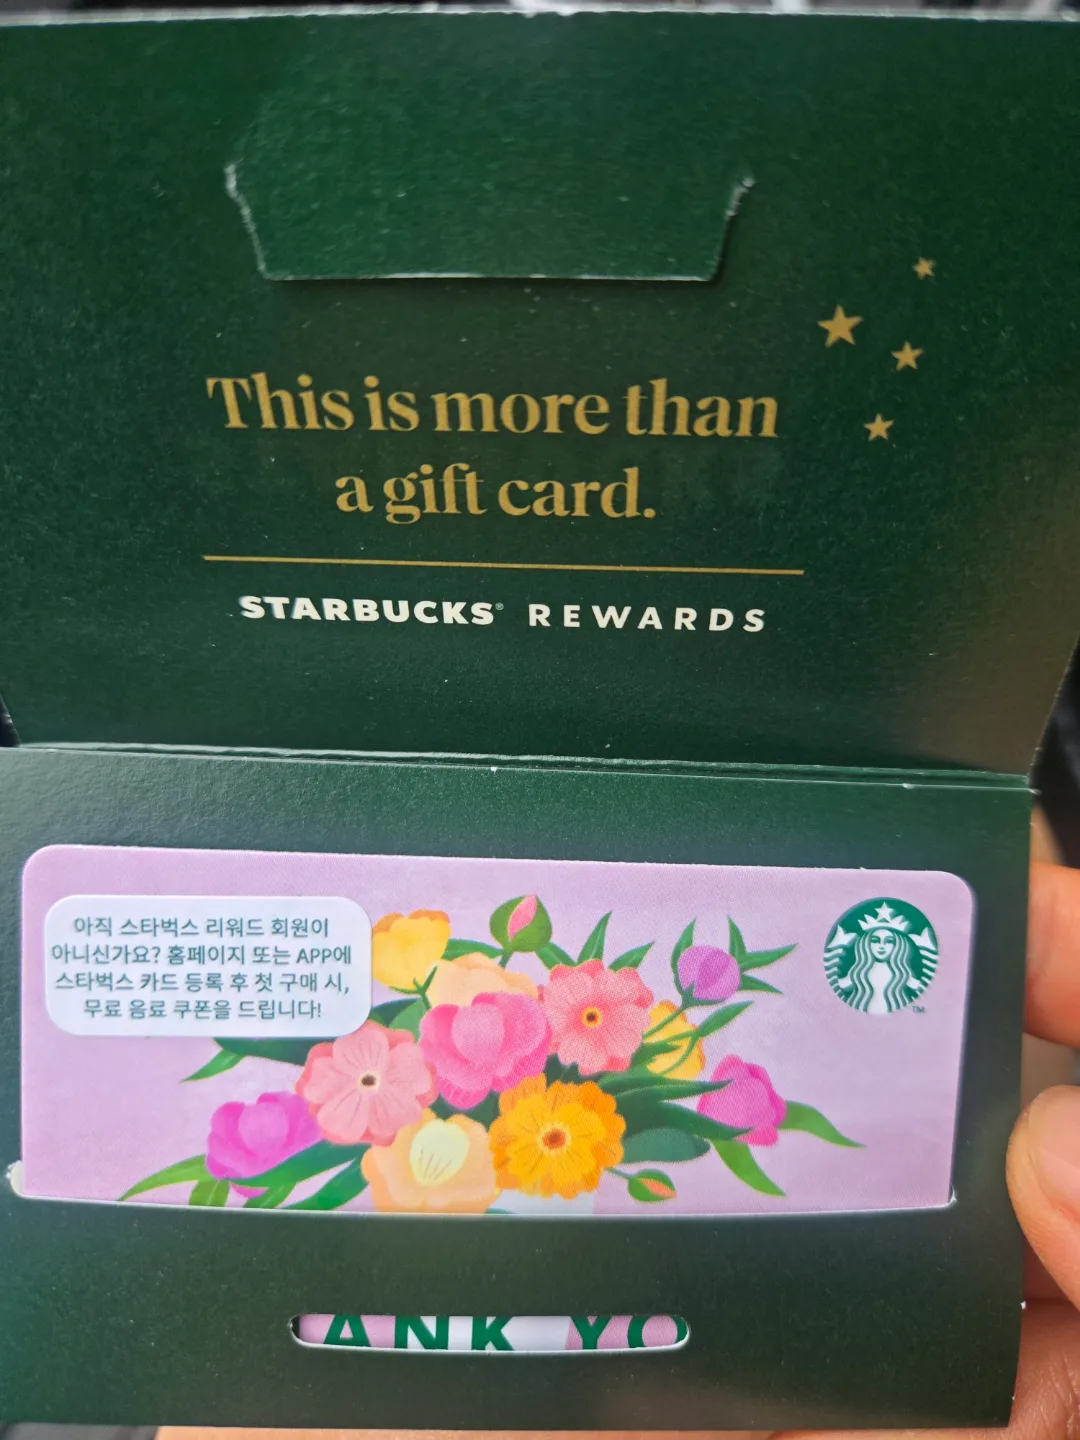 This is more than
a gift card.
STARBUCKS® REWARDS
아직 스타벅스 리워드 회원이
아니신가요? 홈페이지 또는 APP에
스타벅스 카드 등록 후 첫 구매 시,
무료 음료 쿠폰을 드립니다!
TM
ANK YO